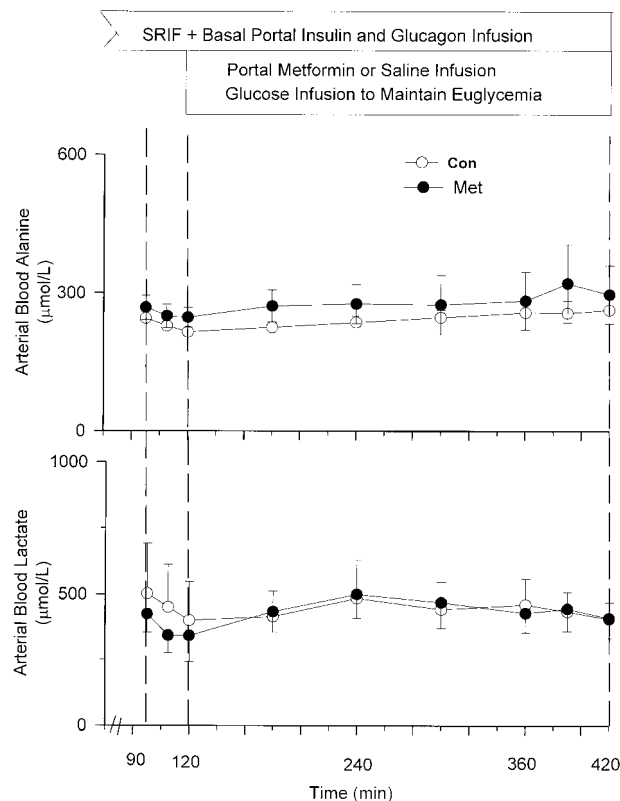 SRIF + Basal Portal Insulin and Glucagon Infusion
Portal Metformin or Saline Infusion
Glucose Infusion to Maintain Euglycemia
600
300
0
Arterial Blood Alanine
(μmol/L)
Con
Met
1000
500
0
Arterial Blood Lactate
(μmol/L)
90
120
240
360
420
Time (min)